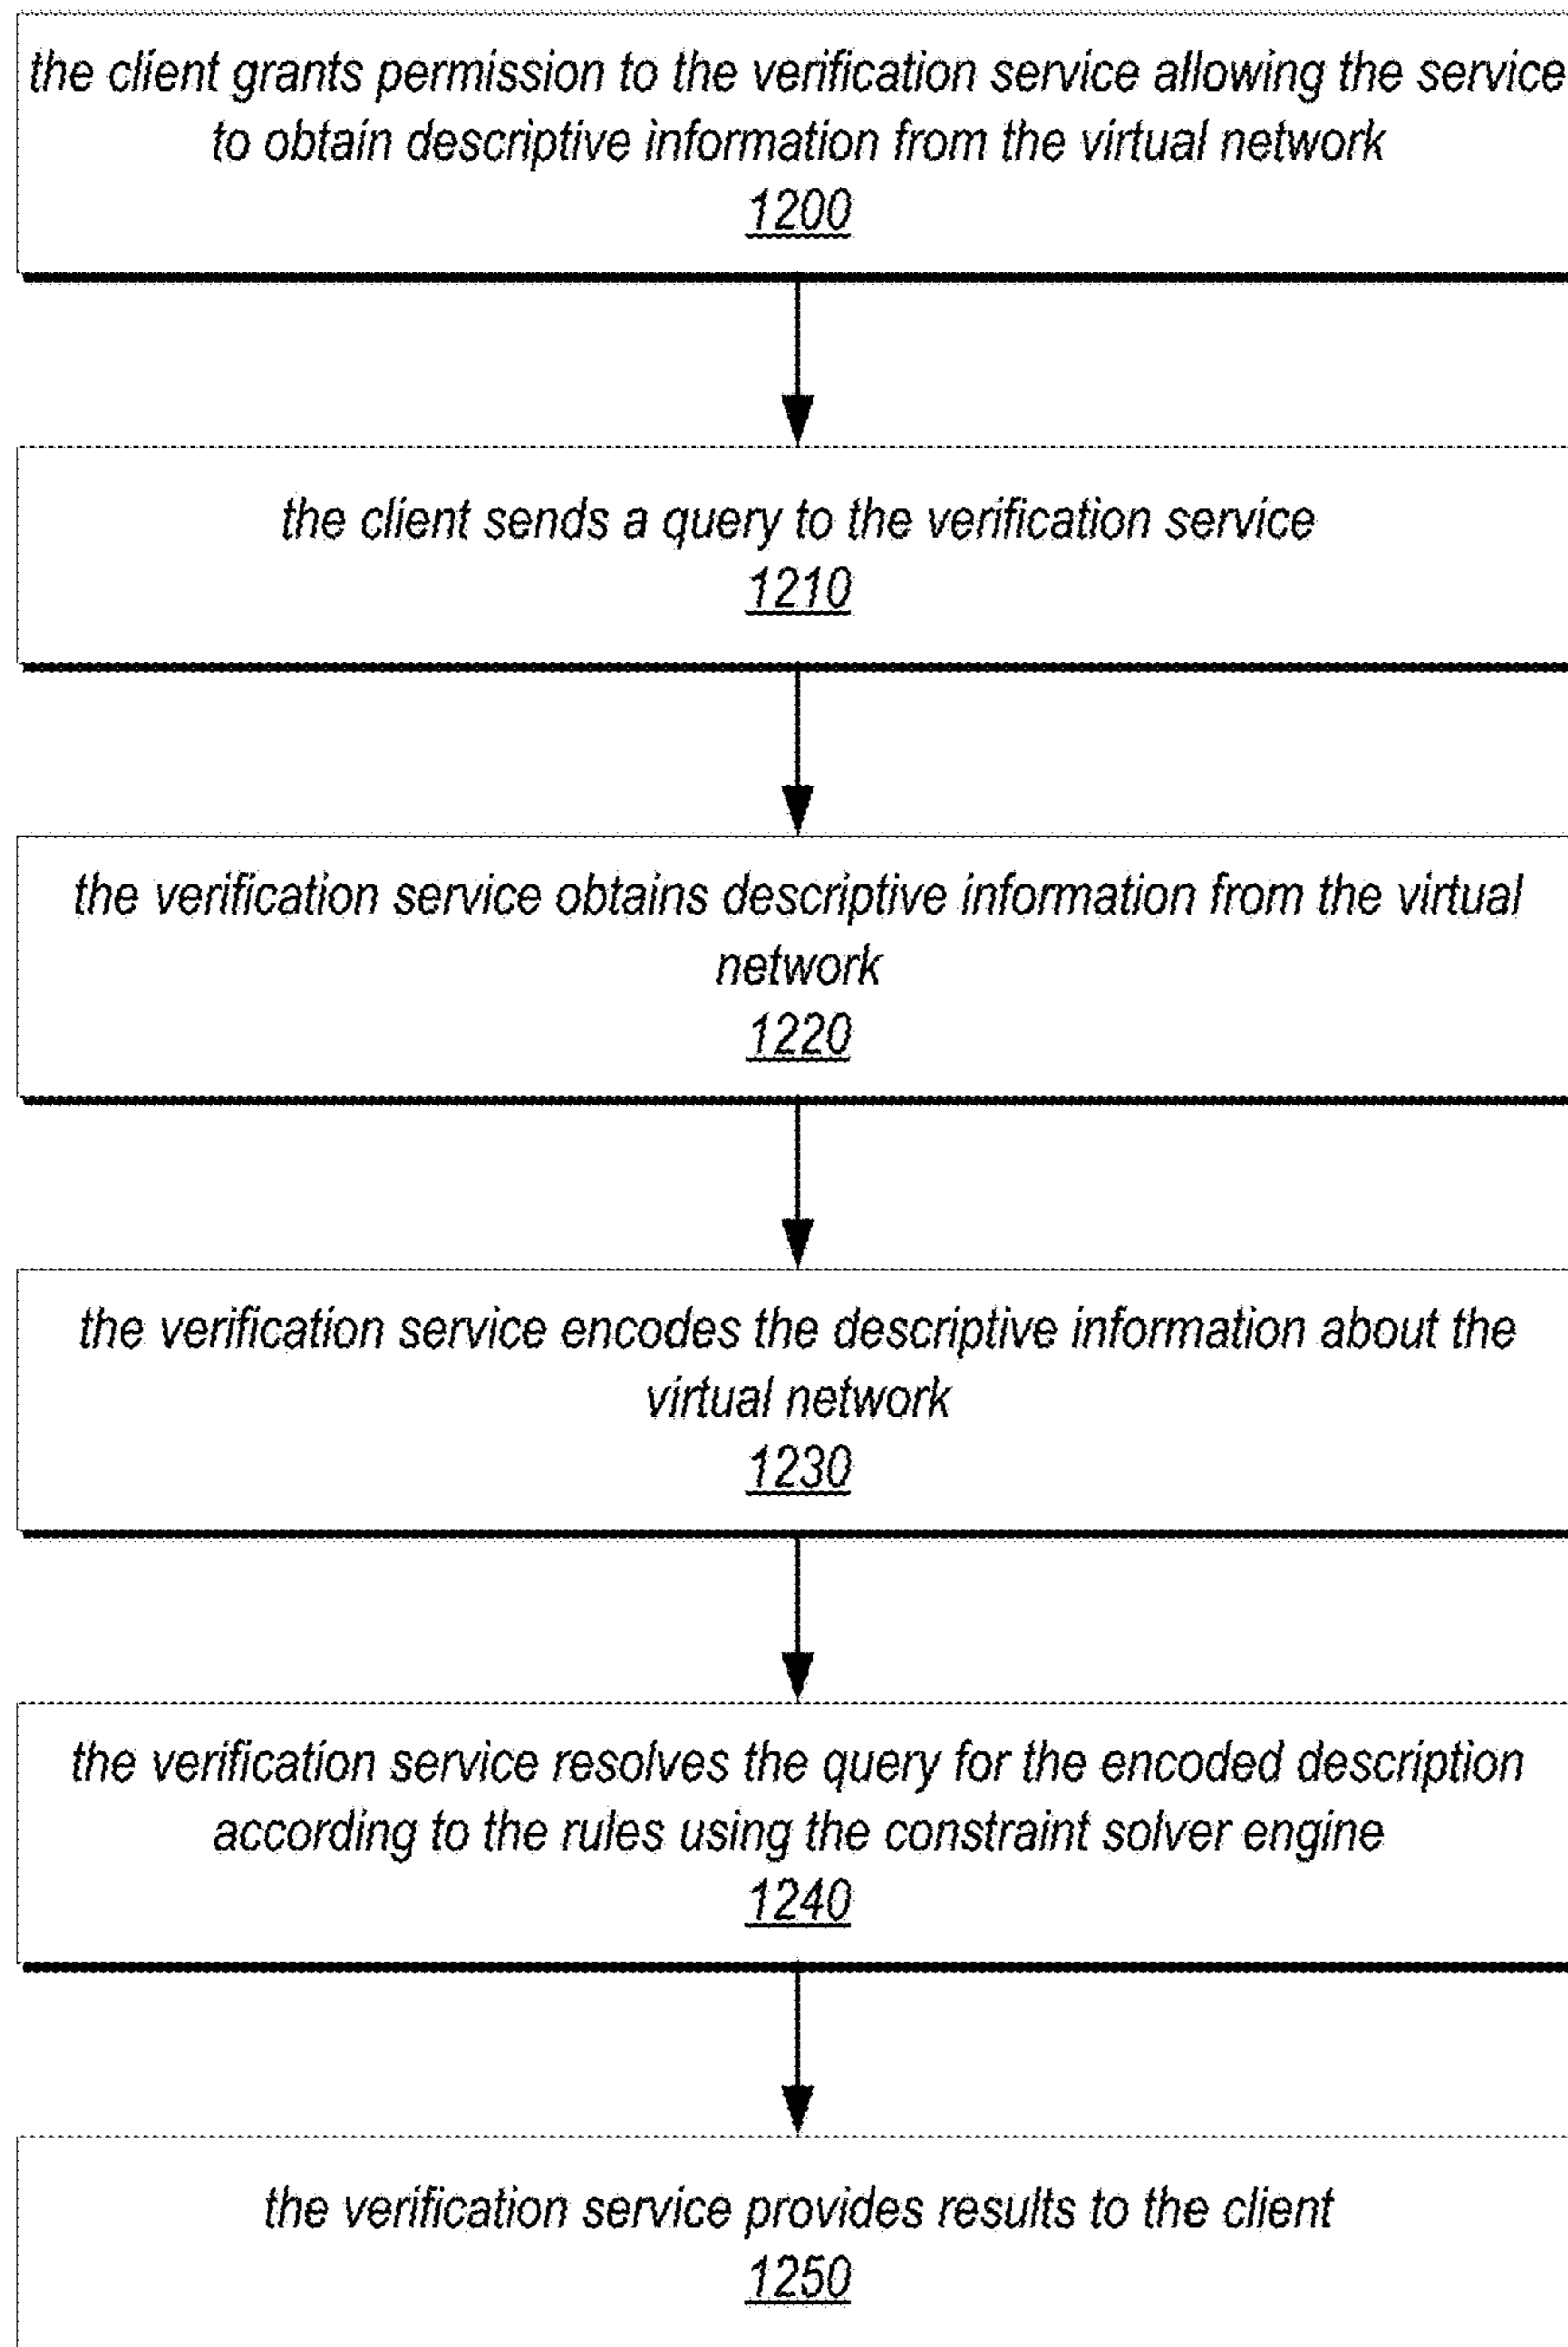 the client grants permission to the verification service allowing the service
to obtain descriptive information from the virtual network
1200
the client sends a query to the verification service
1210
the verification service obtains descriptive information from the virtual
network
1220
the verification service encodes the descriptive information about the
virtual network
1230
the verification service resolves the query for the encoded description
according to the rules using the constraint solver engine
1240
the verification service provides results to the client
1250